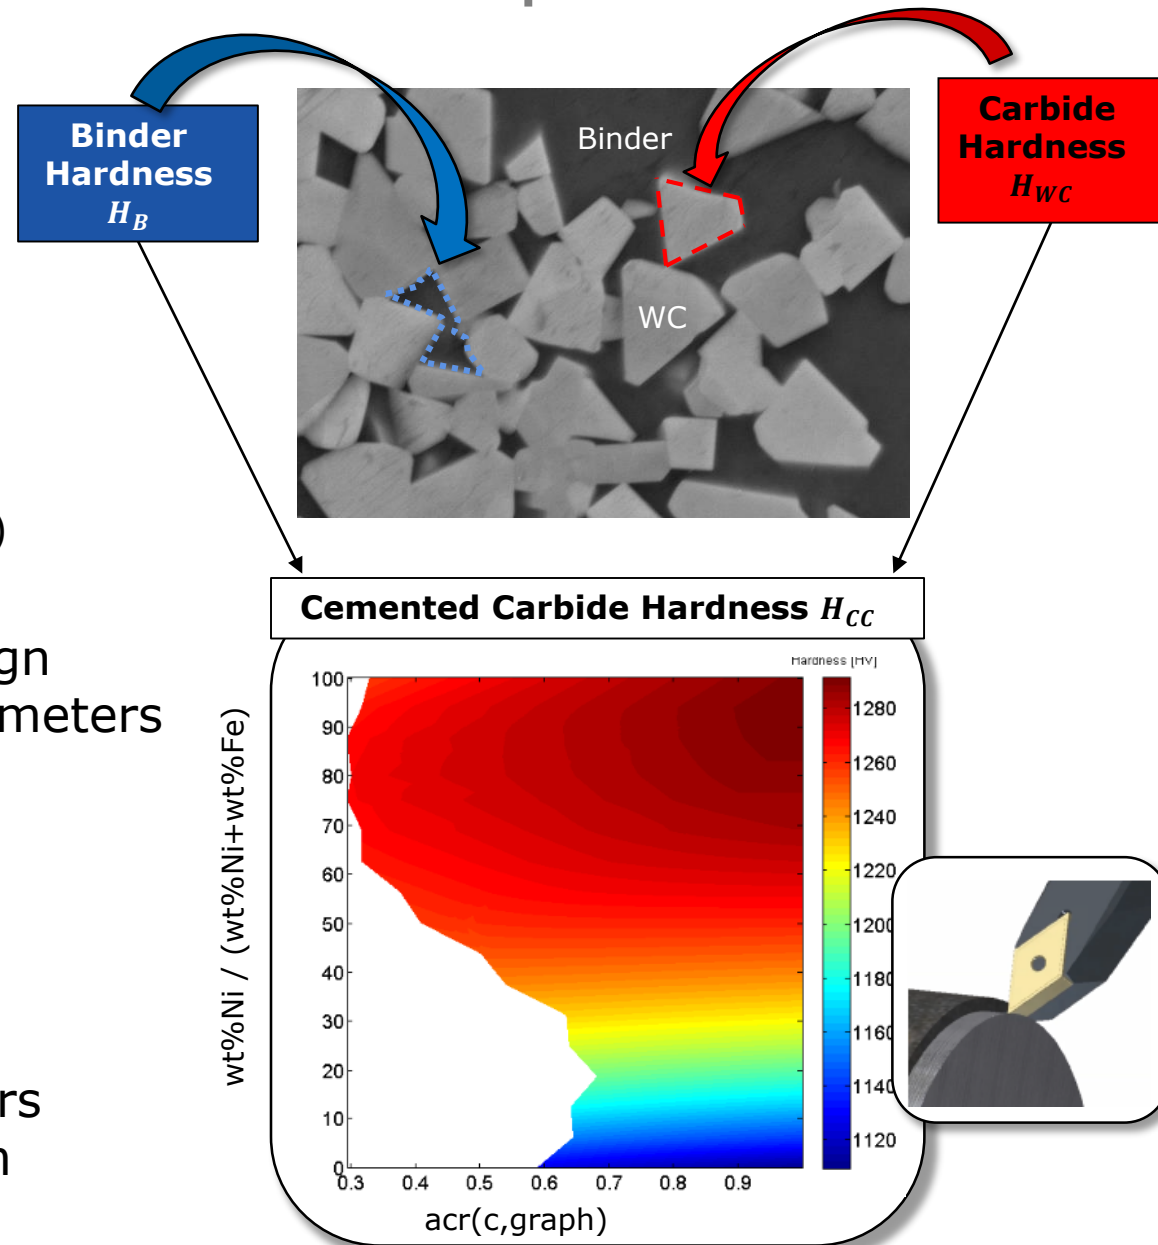 p
Binder
Hardness
H_B
Binder
WC
Carbide
Hardness
H_WC
)
gn
meters
rs
n
Cemented Carbide Hardness H_CC
Hardness [HV]
100
90
80
70
60
50
40
30
20
10
0
0.3 0.4 0.5 0.6 0.7 0.8 0.9
wt%Ni / (wt%Ni+wt%Fe)
acr(c,graph)
1280
1260
1240
1220
1200
1180
1160
1140
1120